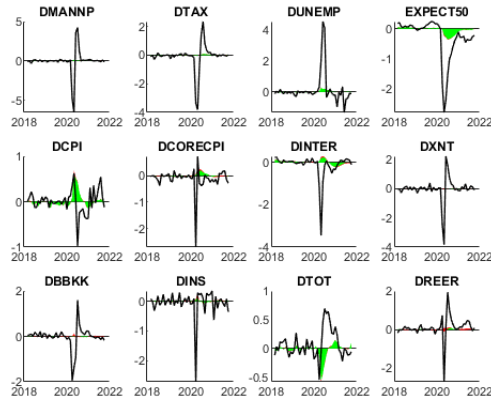 DMANNP DTAX DUNEMP EXPECT50
5 2 4 0
0 0 2 -1
-5 -2 0 -2
-4
2018 2020 2022 2018 2020 2022 2018 2020 2022 2018 2020 2022
DCPI DCORECPI DINTER DXNT
1 0 0 2
0 -1 -2 0
-1 -2 -4 -2
-4
2018 2020 2022 2018 2020 2022 2018 2020 2022 2018 2020 2022
DBBKK DINS DTOT DREER
2 0 1 2
0 -1 0.5 0
-2 -2 0 -2
-0.5
2018 2020 2022 2018 2020 2022 2018 2020 2022 2018 2020 2022